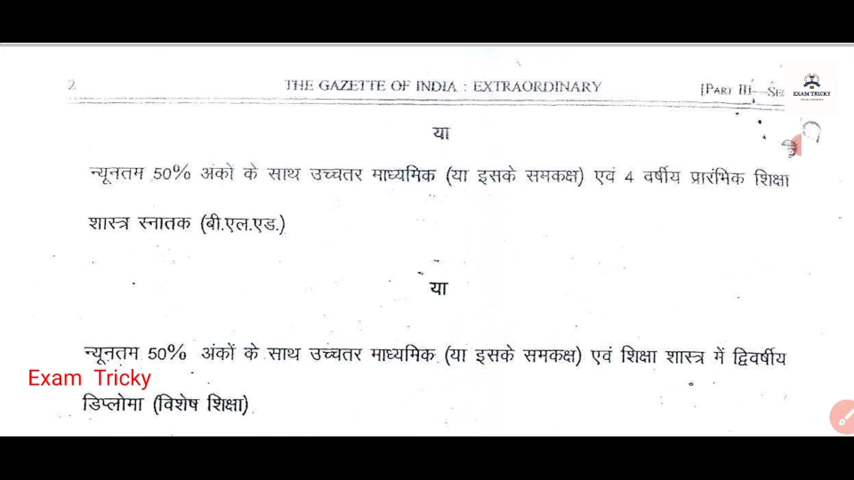 2
THE GAZETTE OF INDIA : EXTRAORDINARY
[PART III—SE
EXAM TRICKY
या
न्यूनतम 50% अंको के साथ उच्चतर माध्यमिक (या इसके समकक्ष) एवं 4 वर्षीय प्रारंभिक शिक्षा
शास्त्र स्नातक (बी.एल.एड.)
या
न्यूनतम 50% अंकों के साथ उच्चतर माध्यमिक (या इसके समकक्ष) एवं शिक्षा शास्त्र में द्विवर्षीय
Exam Tricky
डिप्लोमा (विशेष शिक्षा)